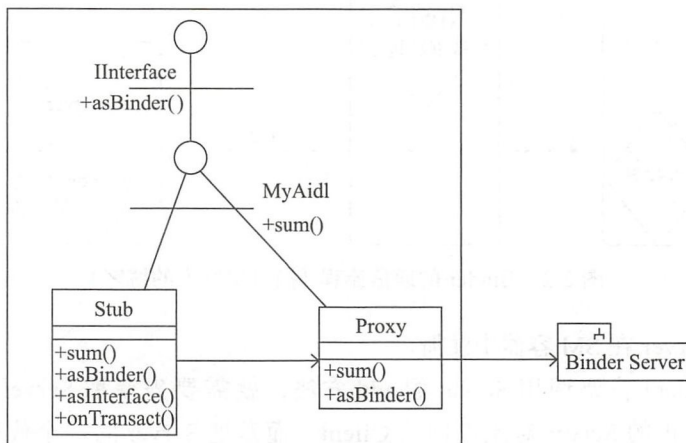 IInterface
+asBinder()
MyAidl
+sum()
Stub
+sum()
+asBinder()
+asInterface()
+onTransact()
Proxy
+sum()
+asBinder()
Binder Server